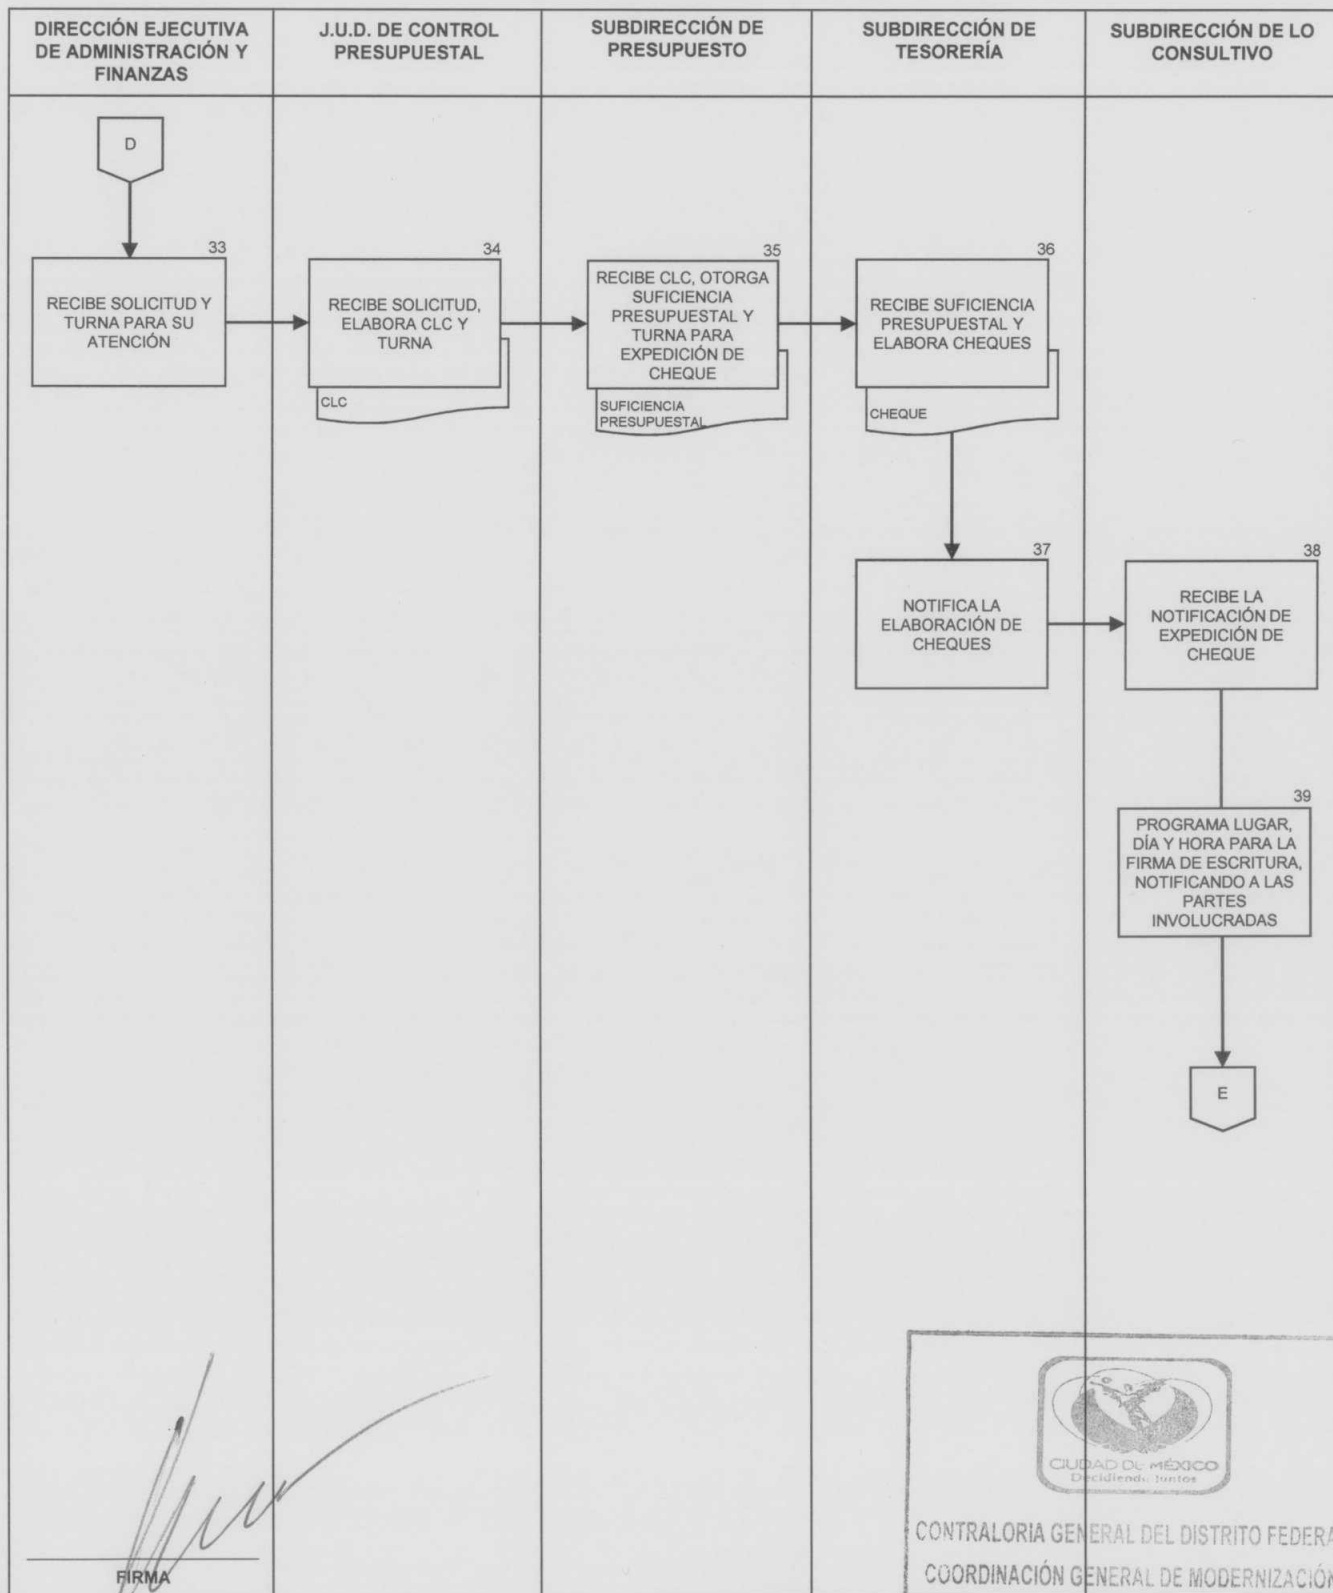 DIRECCIÓN EJECUTIVA
DE ADMINISTRACIÓN Y
FINANZAS
J.U.D. DE CONTROL
PRESUPUESTAL
SUBDIRECCIÓN DE
PRESUPUESTO
SUBDIRECCIÓN DE
TESORERÍA
SUBDIRECCIÓN DE LO
CONSULTIVO
D
33
RECIBE SOLICITUD Y
TURNA PARA SU
ATENCIÓN
34
RECIBE SOLICITUD,
ELABORA CLC Y
TURNA
CLC
35
RECIBE CLC, OTORGA
SUFICIENCIA
PRESUPUESTAL Y
TURNA PARA
EXPEDICIÓN DE
CHEQUE
SUFICIENCIA
PRESUPUESTAL
36
RECIBE SUFICIENCIA
PRESUPUESTAL Y
ELABORA CHEQUES
CHEQUE
37
NOTIFICA LA
ELABORACIÓN DE
CHEQUES
38
RECIBE LA
NOTIFICACIÓN DE
EXPEDICIÓN DE
CHEQUE
39
PROGRAMA LUGAR,
DÍA Y HORA PARA LA
FIRMA DE ESCRITURA,
NOTIFICANDO A LAS
PARTES
INVOLUCRADAS
E
FIRMA
CIUDAD DE MÉXICO
Decidiendo Juntos
CONTRALORIA GENERAL DEL DISTRITO FEDERA
COORDINACIÓN GENERAL DE MODERNIZACIÓN